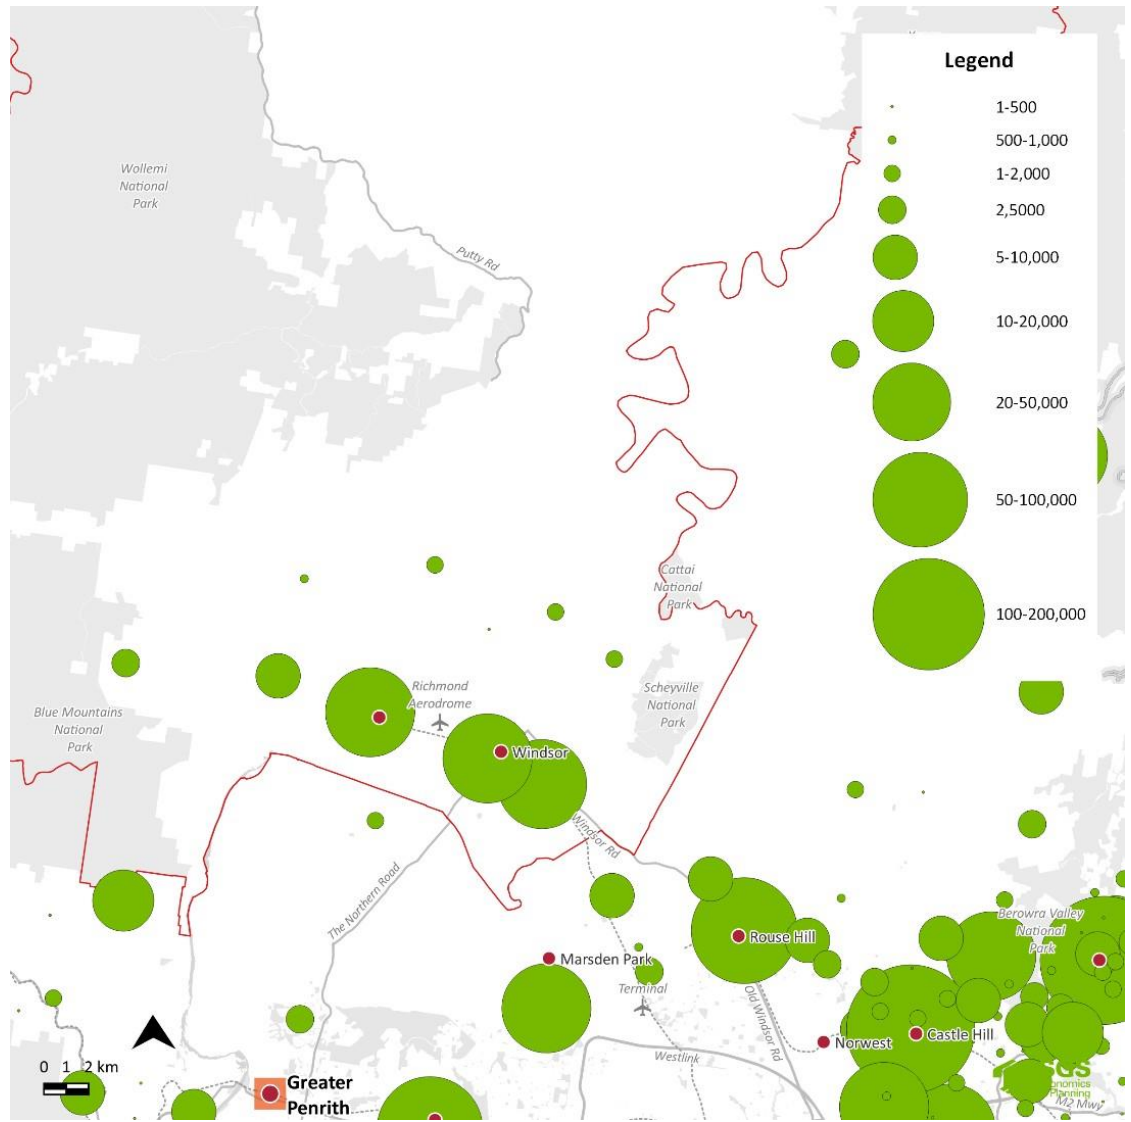 Legend
1-500
500-1,000
1-2,000
2,5000
5-10,000
10-20,000
20-50,000
50-100,000
100-200,000
Wollemi
National
Park
Putty Rd
Cattai
National
Park
Richmond
Aerodrome
Scheyville
National
Park
Blue Mountains
National
Park
Windsor
Windsor Rd
The Northern Road
Berowra Valley
National
Park
Rouse Hill
Marsden Park
Terminal
Old Windsor Rd
Castle Hill
Norwest
Westlink
0 1 2 km
Greater
Penrith
M2 Mwy